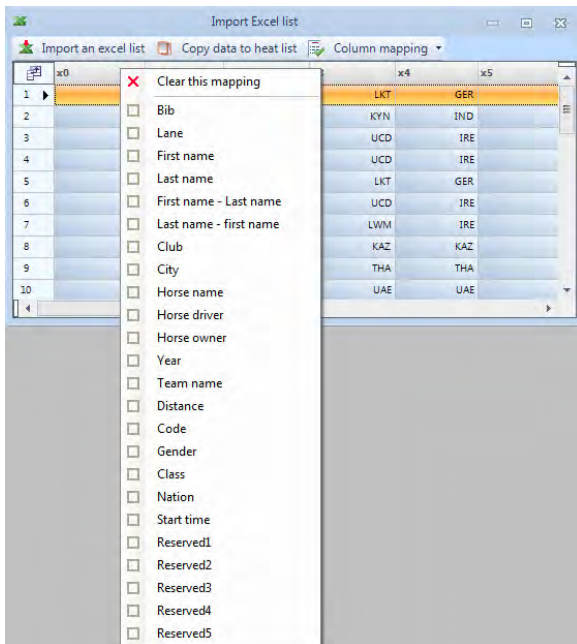 Import Excel list
Import an excel list Copy data to heat list Column mapping
x0 x4 x5
1 LKT GER
2 KYN IND
3 UCD IRE
4 UCD IRE
5 LKT GER
6 UCD IRE
7 LWM IRE
8 KAZ KAZ
9 THA THA
10 UAE UAE
Clear this mapping
Bib
Lane
First name
Last name
First name - Last name
Last name - first name
Club
City
Horse name
Horse driver
Horse owner
Year
Team name
Distance
Code
Gender
Class
Nation
Start time
Reserved1
Reserved2
Reserved3
Reserved4
Reserved5